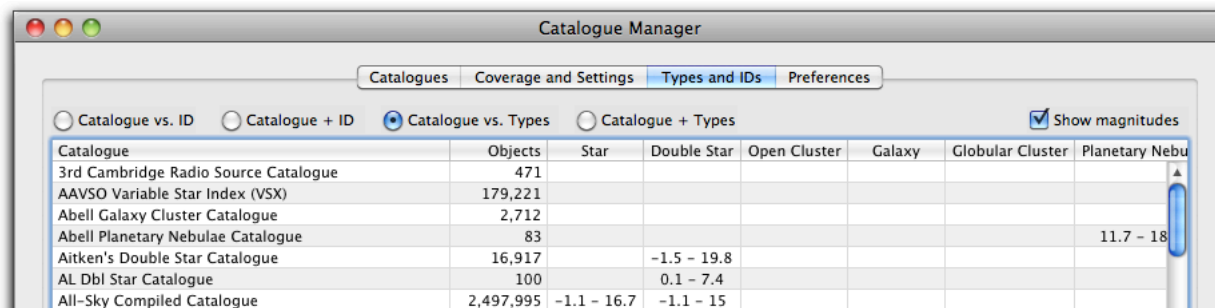 Catalogue Manager
Catalogues Coverage and Settings Types and IDs Preferences
Catalogue vs. ID Catalogue + ID Catalogue vs. Types Catalogue + Types Show magnitudes
Catalogue Objects Star Double Star Open Cluster Galaxy Globular Cluster Planetary Nebu
3rd Cambridge Radio Source Catalogue 471
AAVSO Variable Star Index (VSX) 179,221
Abell Galaxy Cluster Catalogue 2,712
Abell Planetary Nebulae Catalogue 83 11.7 – 18
Aitken's Double Star Catalogue 16,917 -1.5 – 19.8
AL Dbl Star Catalogue 100 0.1 – 7.4
All-Sky Compiled Catalogue 2,497,995 -1.1 – 16.7 -1.1 – 15